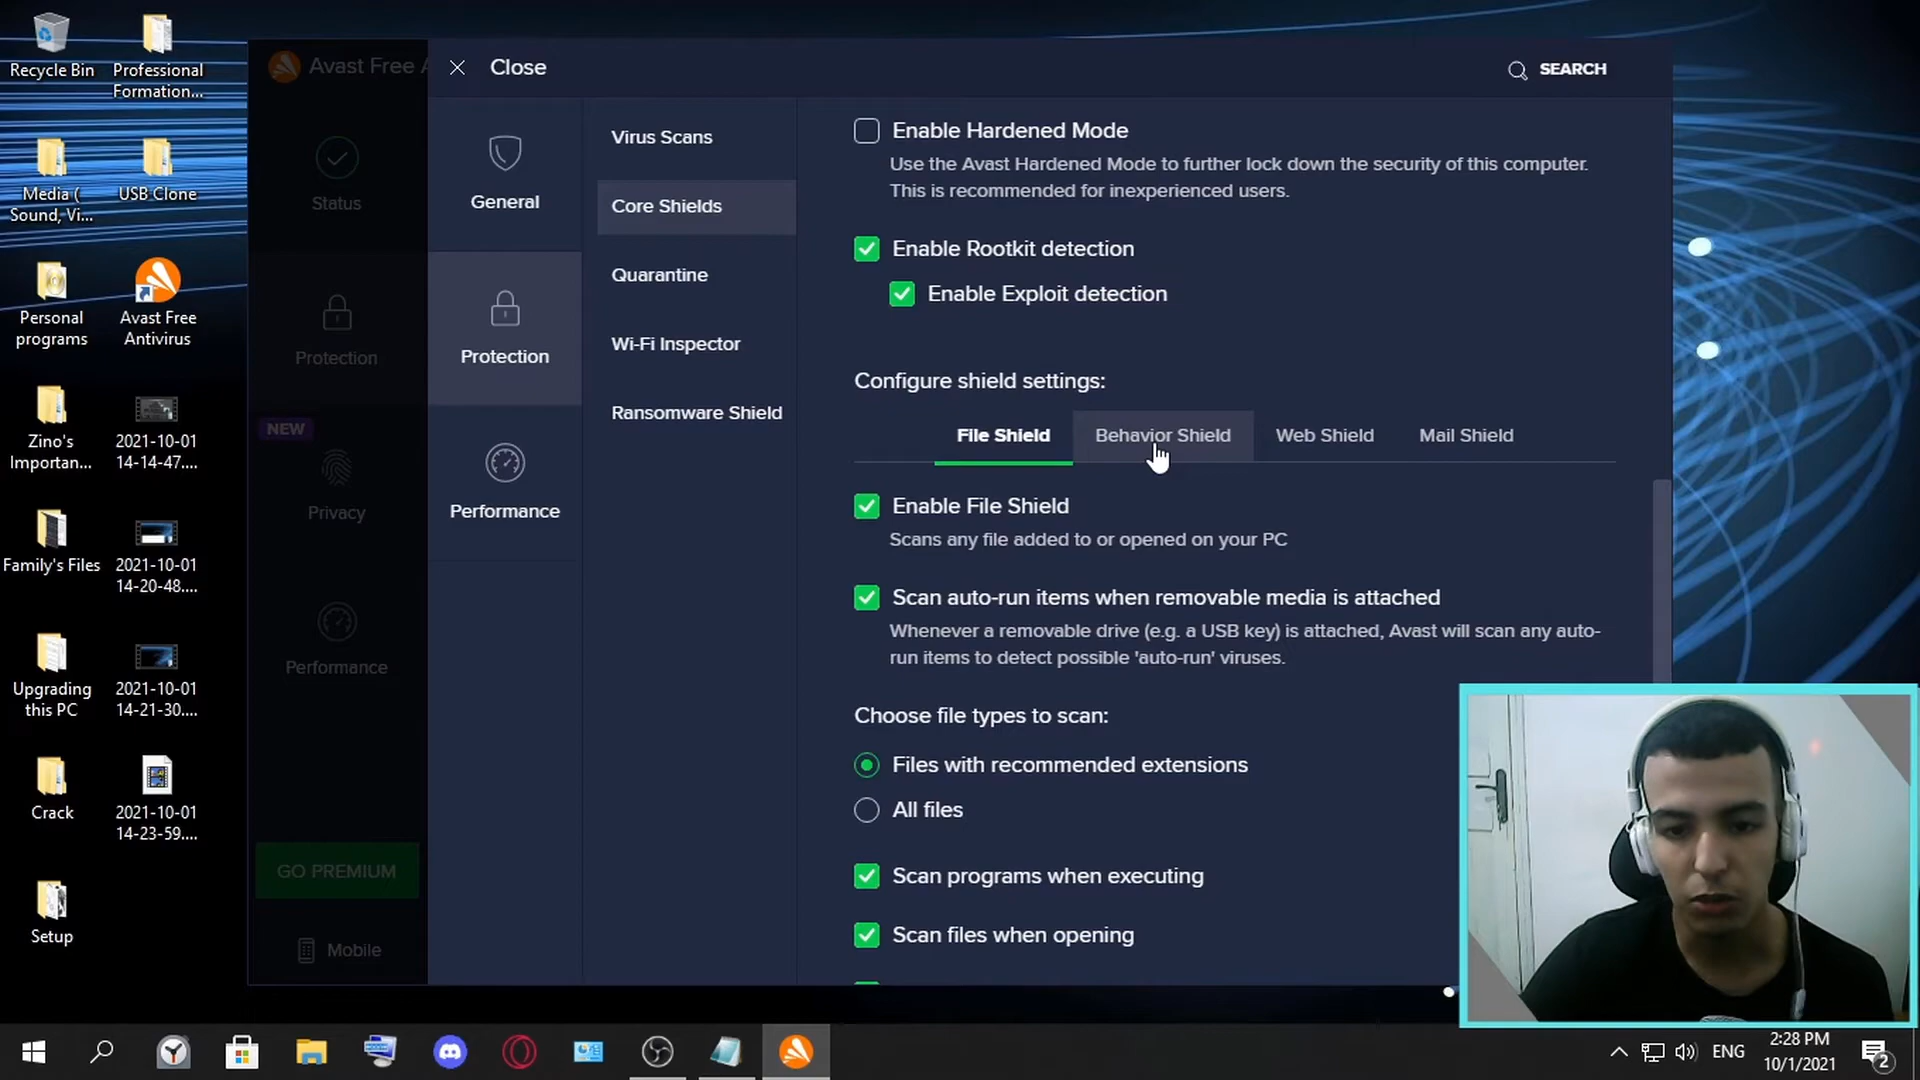 Recycle Bin
Professional
Formation...
Media (
Sound, Vi...
USB Clone
Personal
programs
Avast Free
Antivirus
Zino's
Importan...
2021-10-01
14-14-47....
Family's Files
2021-10-01
14-20-48....
Upgrading
this PC
2021-10-01
14-21-30....
Crack
2021-10-01
14-23-59....
Setup
Avast Free A
Status
Protection
NEW
Privacy
Performance
GO PREMIUM
Mobile
Close
SEARCH
General
Protection
Performance
Virus Scans
Core Shields
Quarantine
Wi-Fi Inspector
Ransomware Shield
Enable Hardened Mode
Use the Avast Hardened Mode to further lock down the security of this computer.
This is recommended for inexperienced users.
Enable Rootkit detection
Enable Exploit detection
Configure shield settings:
File Shield
Behavior Shield
Web Shield
Mail Shield
Enable File Shield
Scans any file added to or opened on your PC
Scan auto-run items when removable media is attached
Whenever a removable drive (e.g. a USB key) is attached, Avast will scan any auto-
run items to detect possible 'auto-run' viruses.
Choose file types to scan:
Files with recommended extensions
All files
Scan programs when executing
Scan files when opening
ENG
2:28 PM
10/1/2021
2